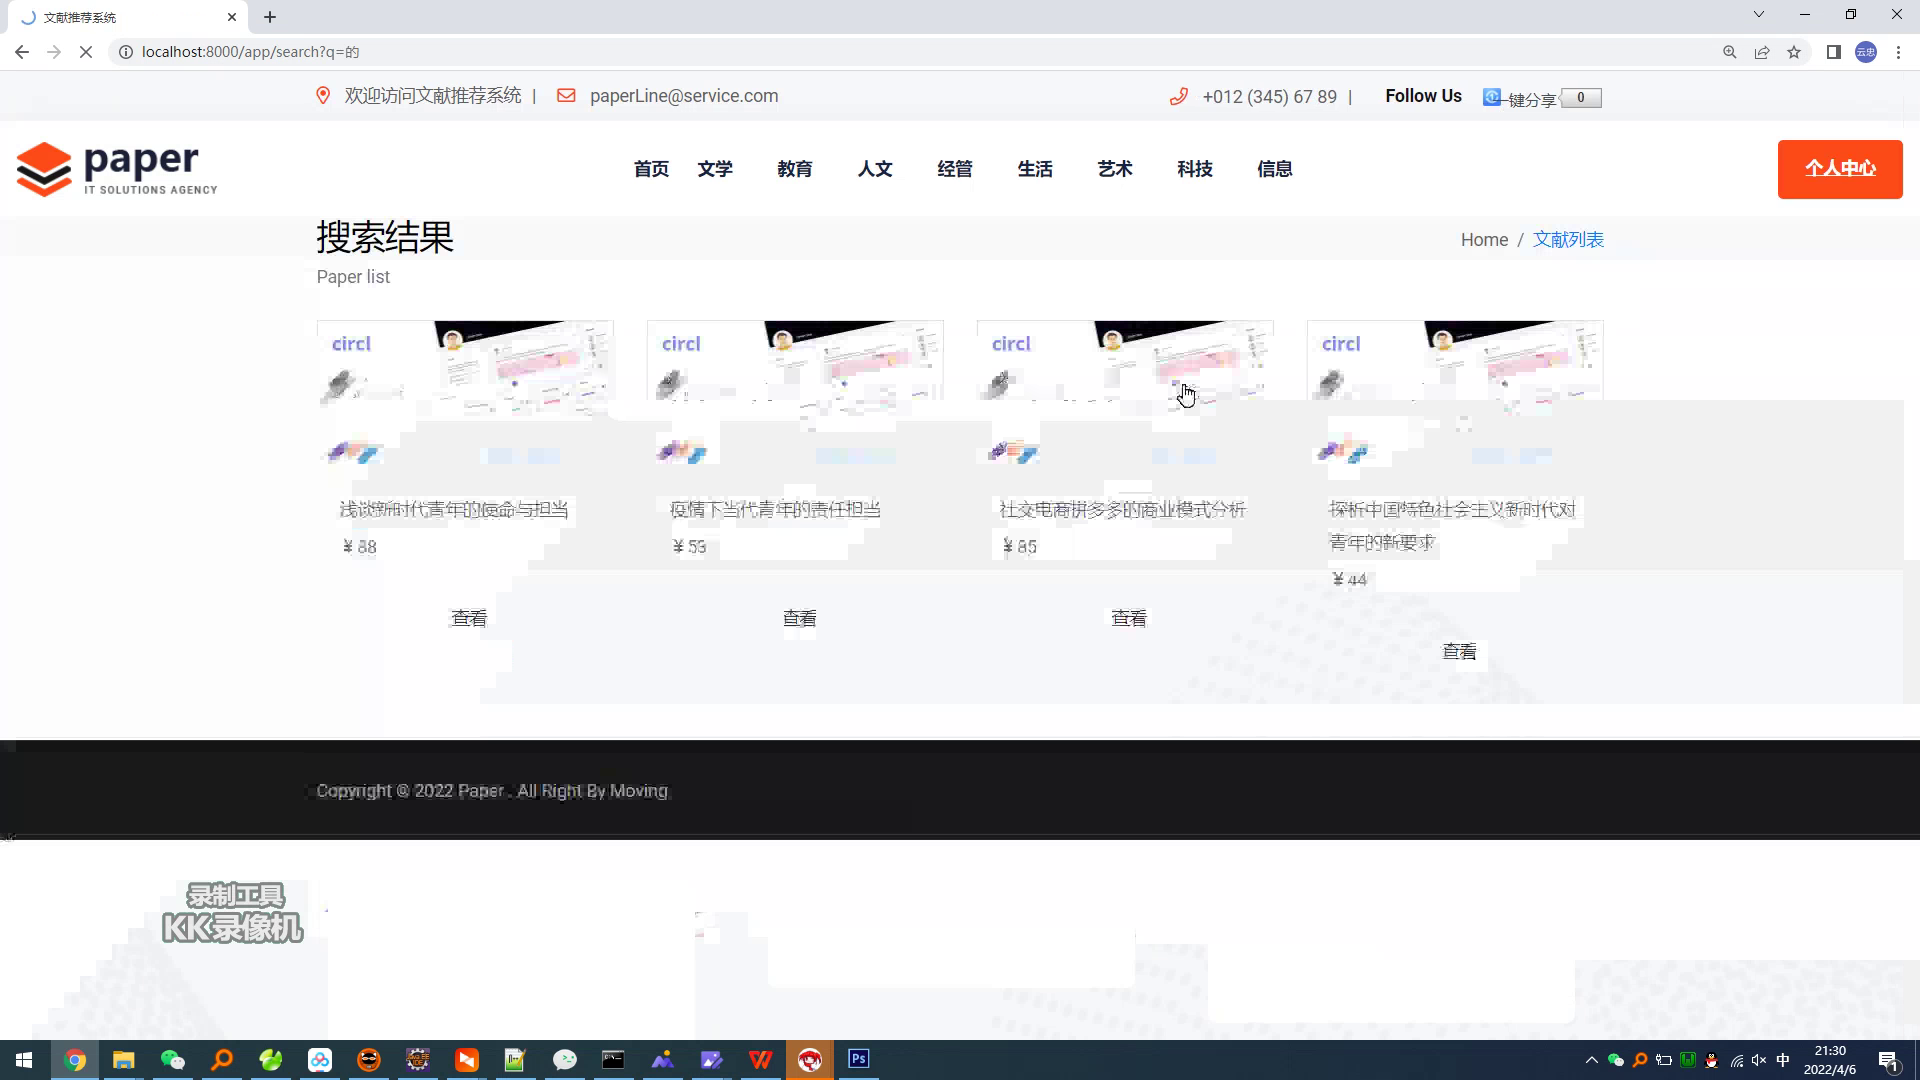 文献推荐系统
localhost:8000/app/search?q=的
云忠
欢迎访问文献推荐系统 | paperLine@service.com
+012 (345) 67 89 | Follow Us 一键分享 0
paper
IT SOLUTIONS AGENCY
首页 文学 教育 人文 经管 生活 艺术 科技 信息
个人中心
搜索结果
Home / 文献列表
Paper list
circl circl circl circl
浅谈新时代青年的使命与担当
¥ 88
查看
疫情下当代青年的责任担当
¥ 53
查看
社交电商拼多多的商业模式分析
¥ 85
查看
探析中国特色社会主义新时代对
青年的新要求
¥ 44
查看
Copyright @ 2022 Paper . All Right By Moving
录制工具
KK录像机
Ps
中
21:30
2022/4/6
1